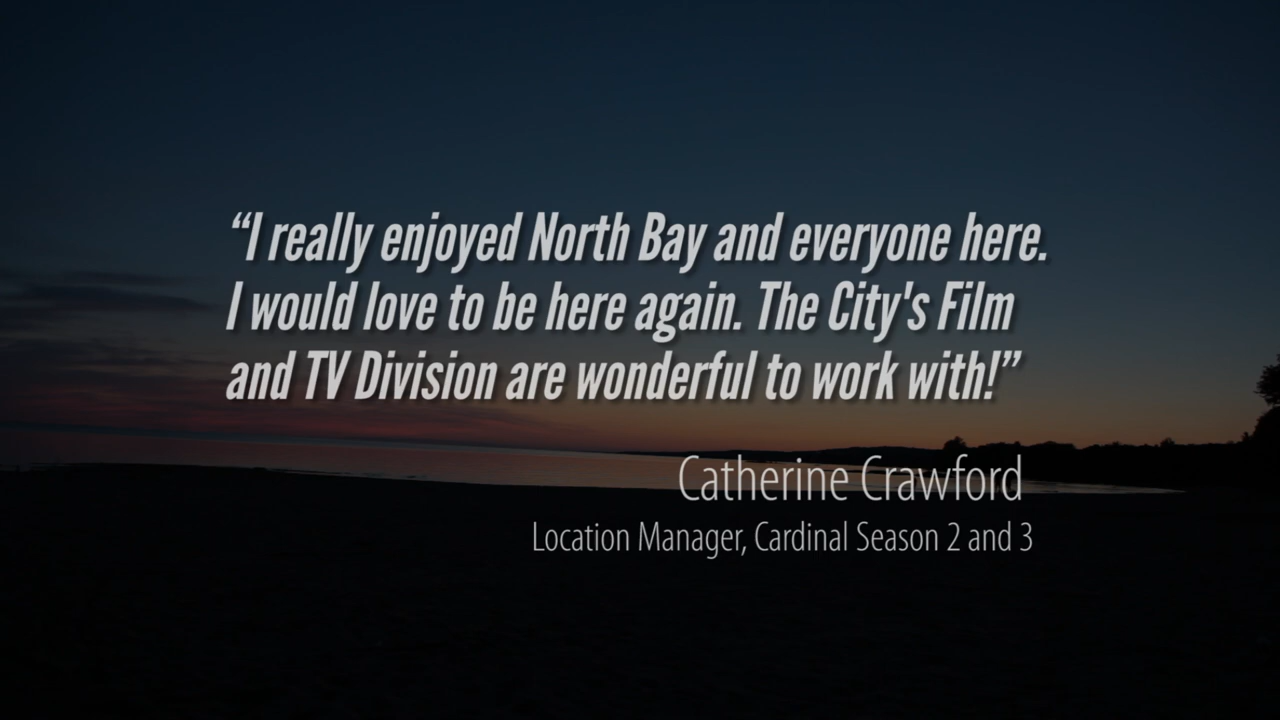 “I really enjoyed North Bay and everyone here.
I would love to be here again. The City's Film
and TV Division are wonderful to work with!”
Catherine Crawford
Location Manager, Cardinal Season 2 and 3